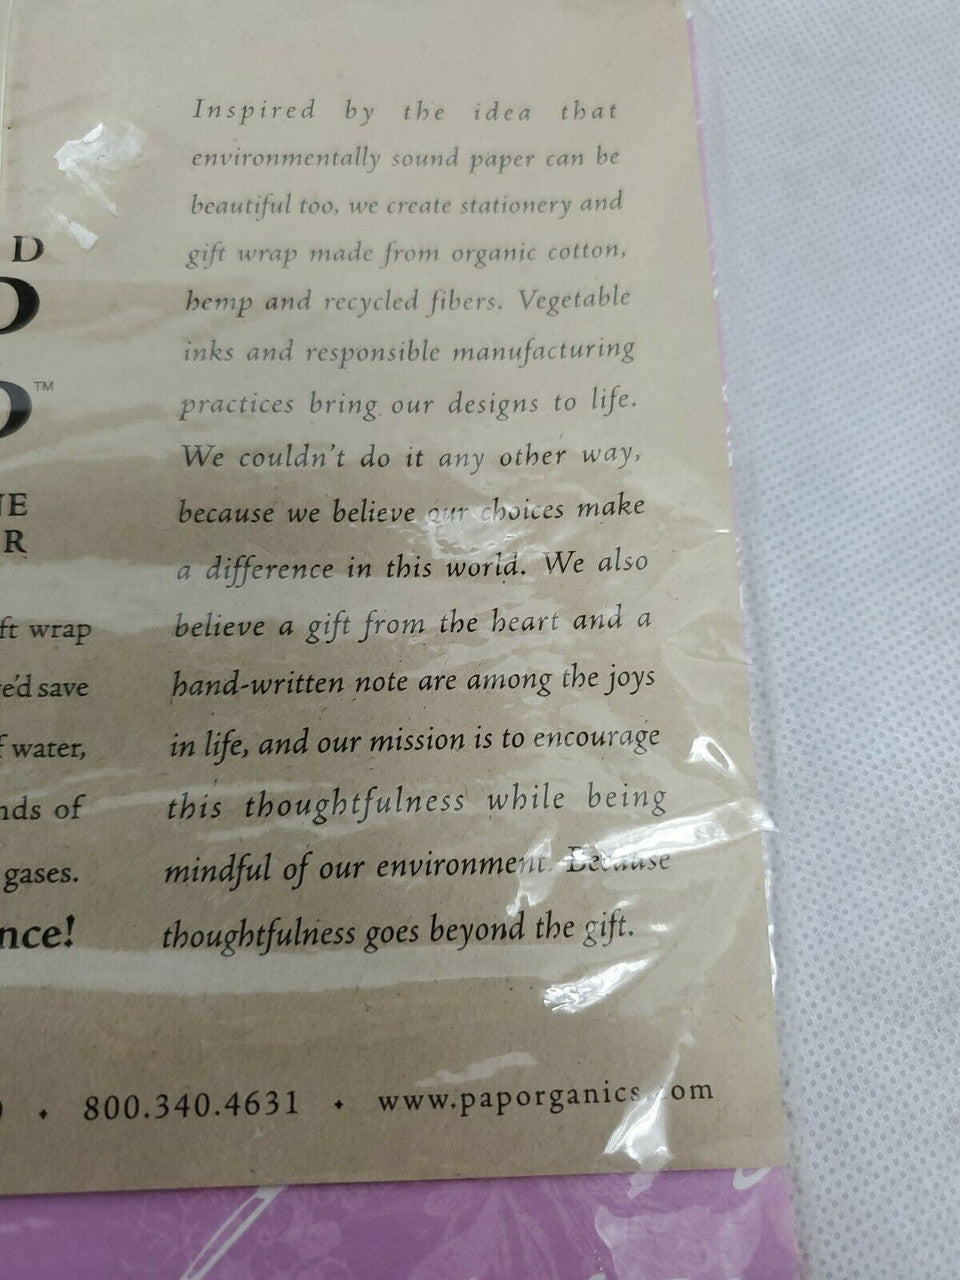 D
D
O™
NE
R
ft wrap
e'd save
f water,
nds of
gases.
nce!
Inspired by the idea that
environmentally sound paper can be
beautiful too, we create stationery and
gift wrap made from organic cotton,
hemp and recycled fibers. Vegetable
inks and responsible manufacturing
practices bring our designs to life.
We couldn't do it any other way,
because we believe our choices make
a difference in this world. We also
believe a gift from the heart and a
hand-written note are among the joys
in life, and our mission is to encourage
this thoughtfulness while being
mindful of our environment. Because
thoughtfulness goes beyond the gift.
800.340.4631 ⬩ www.paporganics.com